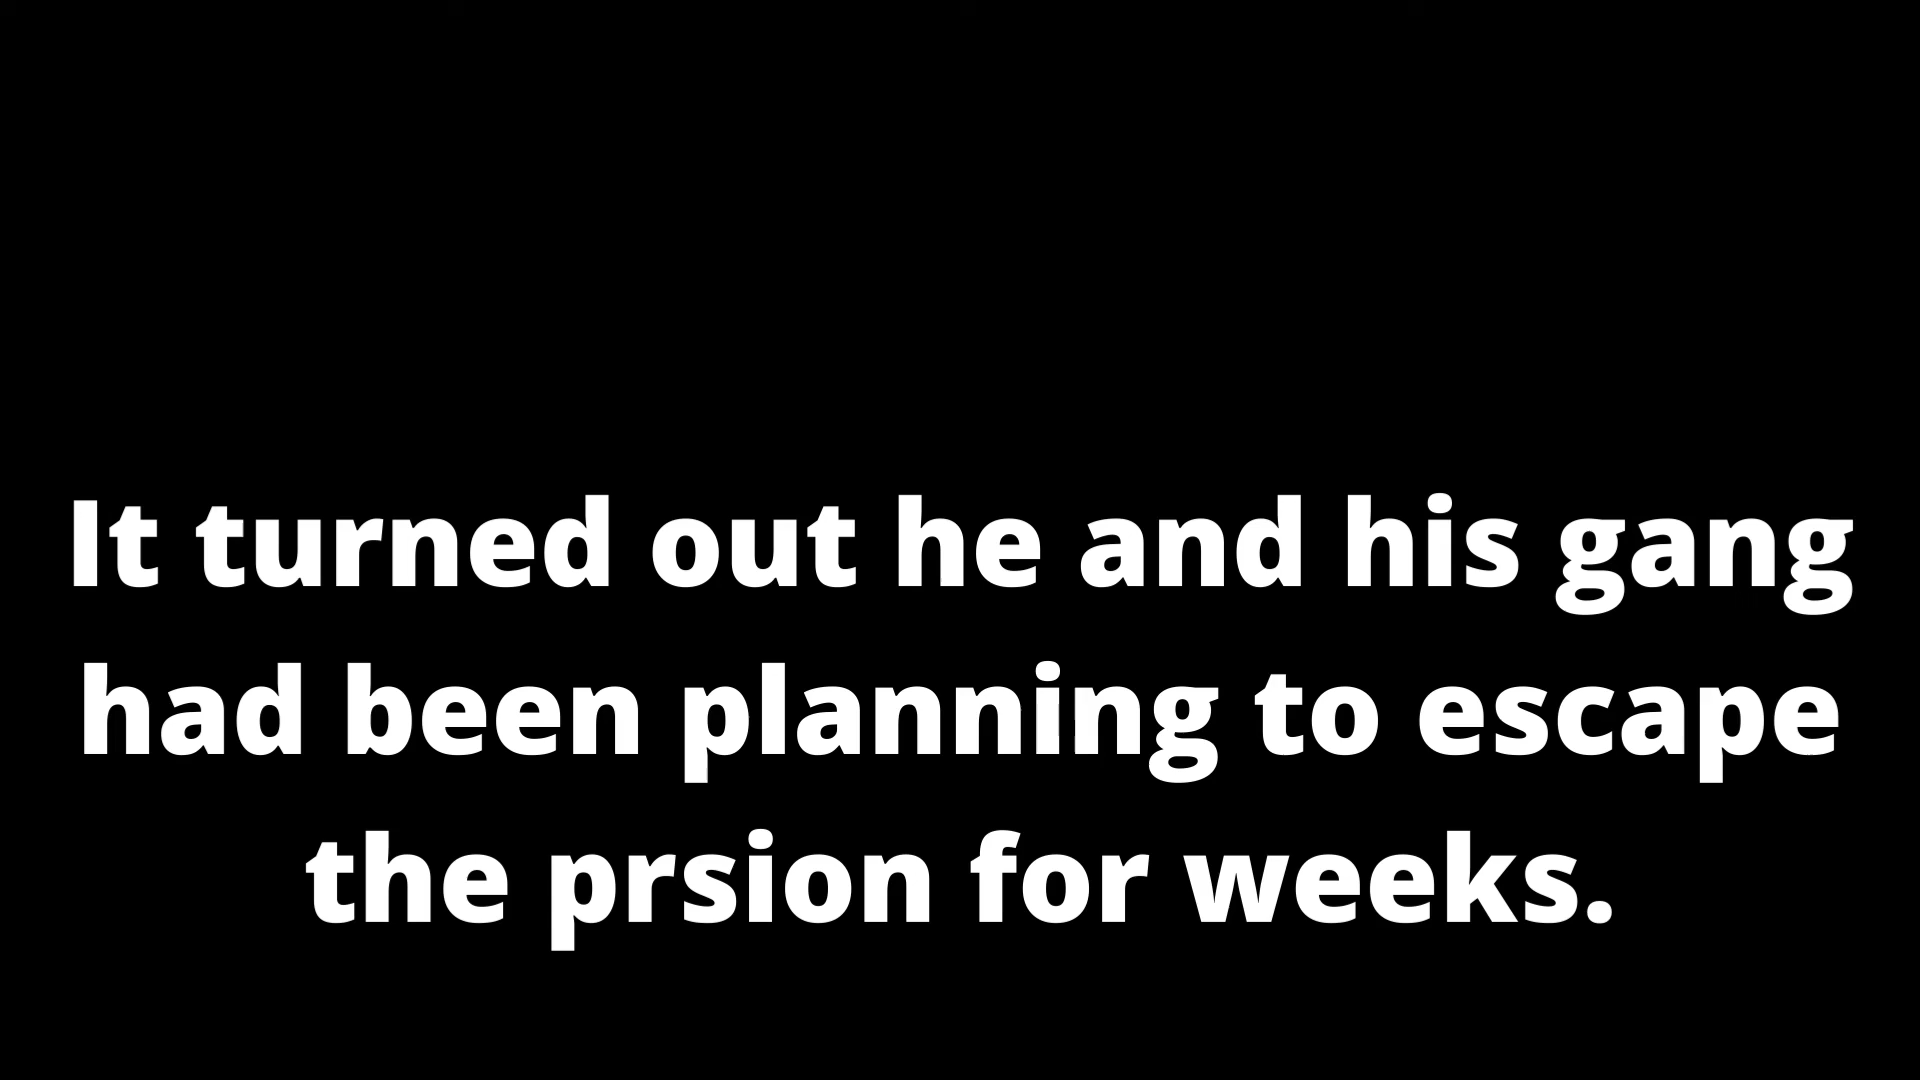 It turned out he and his gang
had been planning to escape
the prsion for weeks.